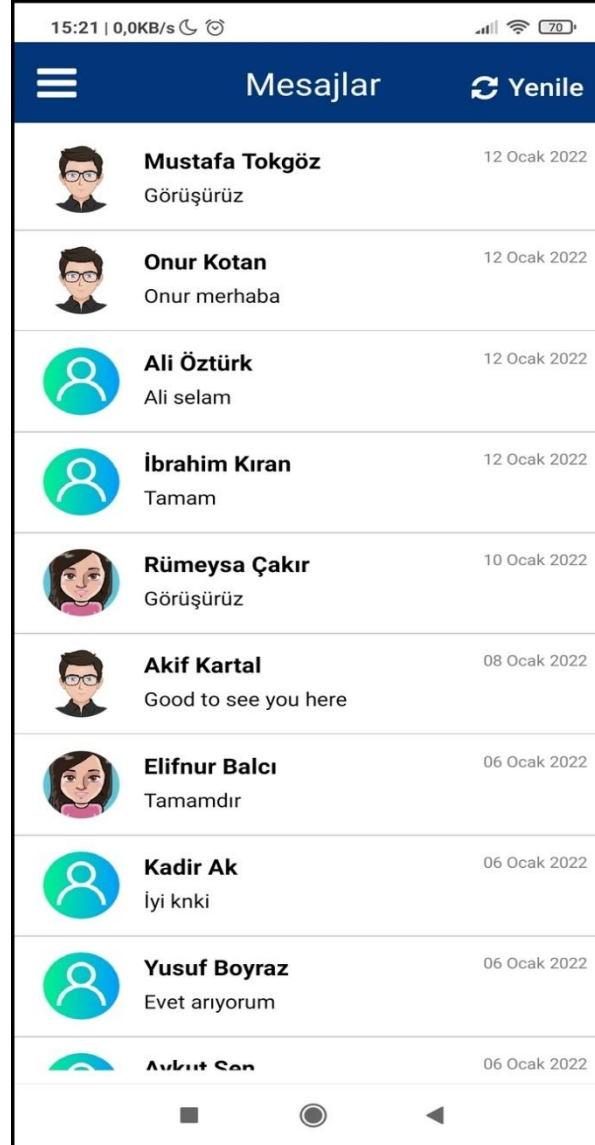 15:21 | 0,0KB/s
70
Mesajlar
Yenile
Mustafa Tokgöz
12 Ocak 2022
Görüşürüz
Onur Kotan
12 Ocak 2022
Onur merhaba
Ali Öztürk
12 Ocak 2022
Ali selam
İbrahim Kıran
12 Ocak 2022
Tamam
Rümeysa Çakır
10 Ocak 2022
Görüşürüz
Akif Kartal
08 Ocak 2022
Good to see you here
Elifnur Balcı
06 Ocak 2022
Tamamdır
Kadir Ak
06 Ocak 2022
İyi knki
Yusuf Boyraz
06 Ocak 2022
Evet arıyorum
Aykut
06 Ocak 2022